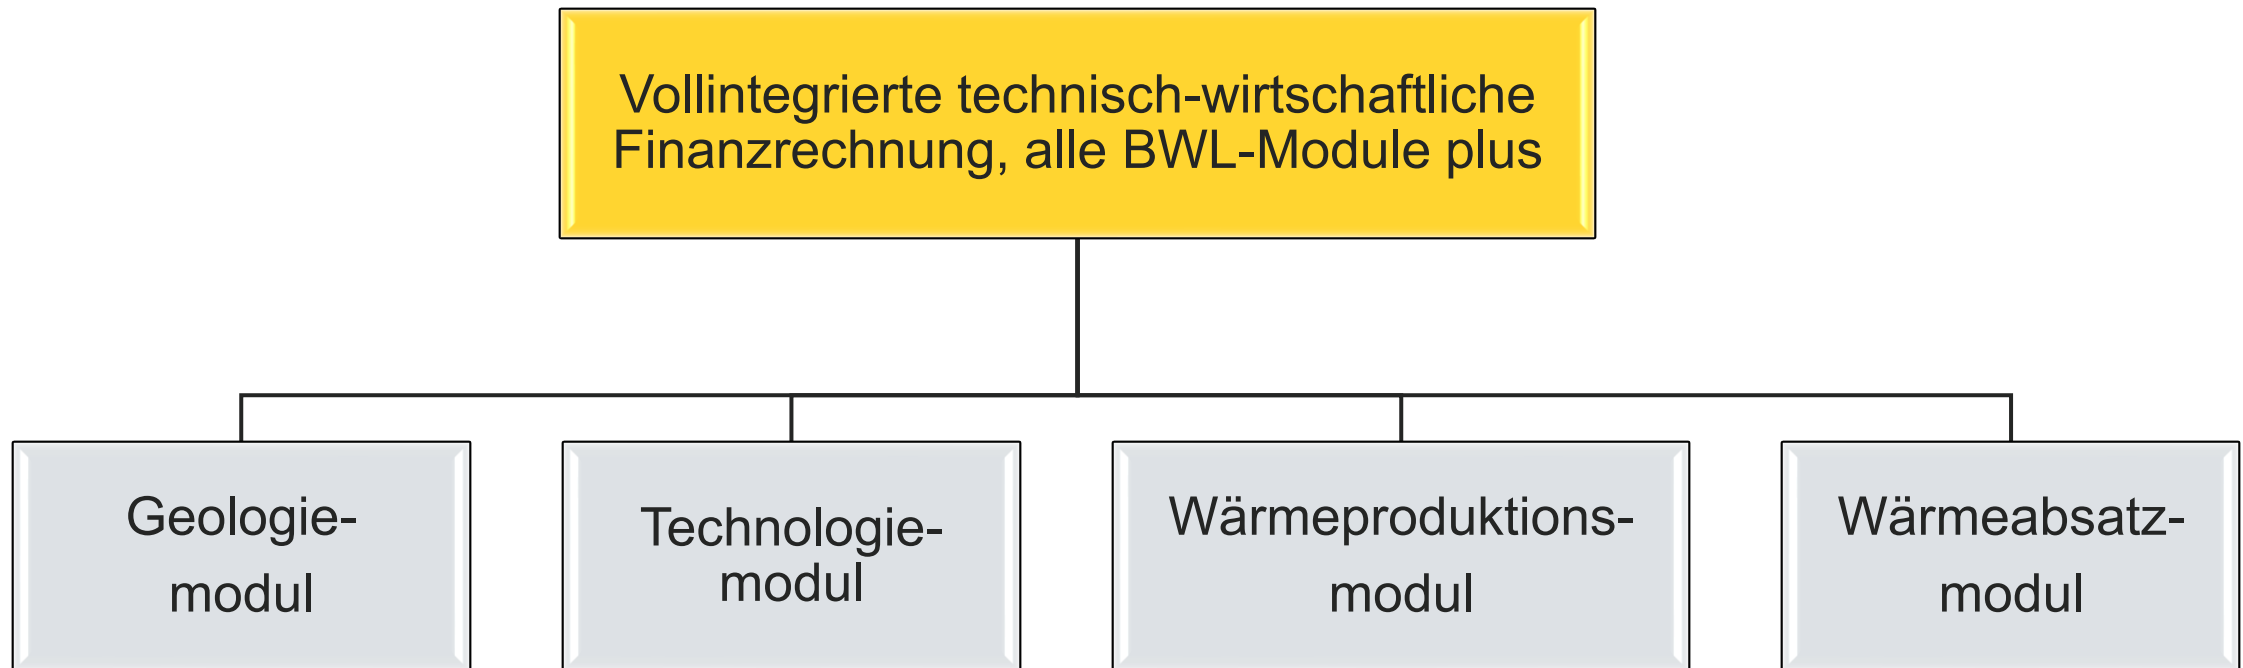 Vollintegrierte technisch-wirtschaftliche
Finanzrechnung, alle BWL-Module plus
Geologie-
modul
Technologie-
modul
Wärmeproduktions-
modul
Wärmeabsatz-
modul